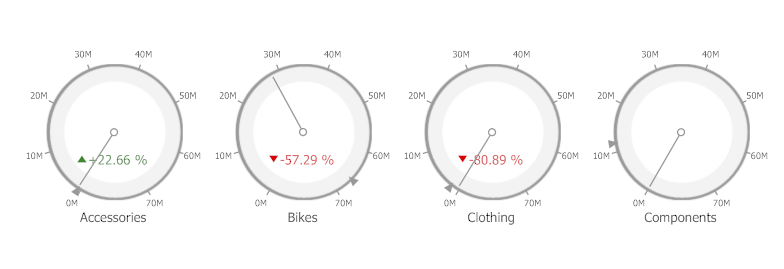 30M 40M
20M 50M
10M 60M
+22.66 %
0M 70M
Accessories
30M 40M
20M 50M
10M 60M
-57.29 %
0M 70M
Bikes
30M 40M
20M 50M
10M 60M
-80.89 %
0M 70M
Clothing
30M 40M
20M 50M
10M 60M
0M 70M
Components